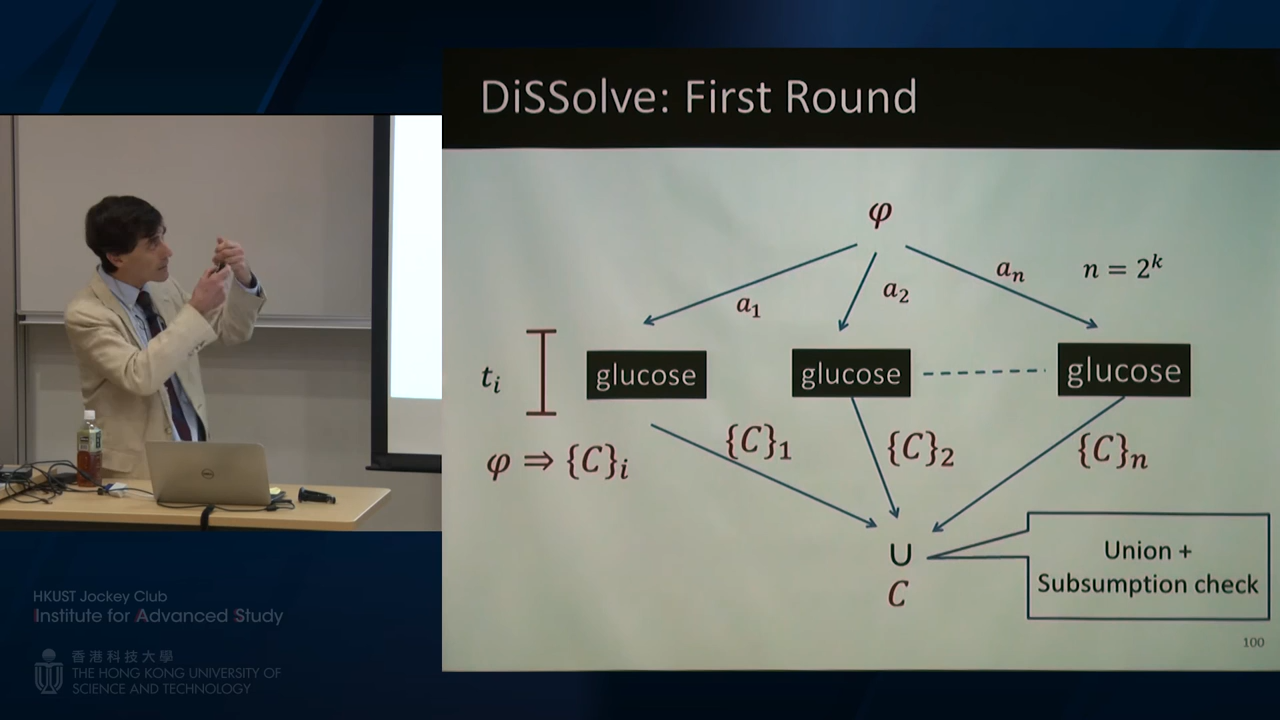 DiSSolve: First Round
φ
a₁
a₂
aₙ
n = 2ᵏ
tᵢ
glucose
glucose
glucose
φ ⇒ {C}ᵢ
{C}₁
{C}₂
{C}ₙ
∪
C
Union +
Subsumption check
100
HKUST Jockey Club
Institute for Advanced Study
香港科技大學
THE HONG KONG UNIVERSITY OF
SCIENCE AND TECHNOLOGY